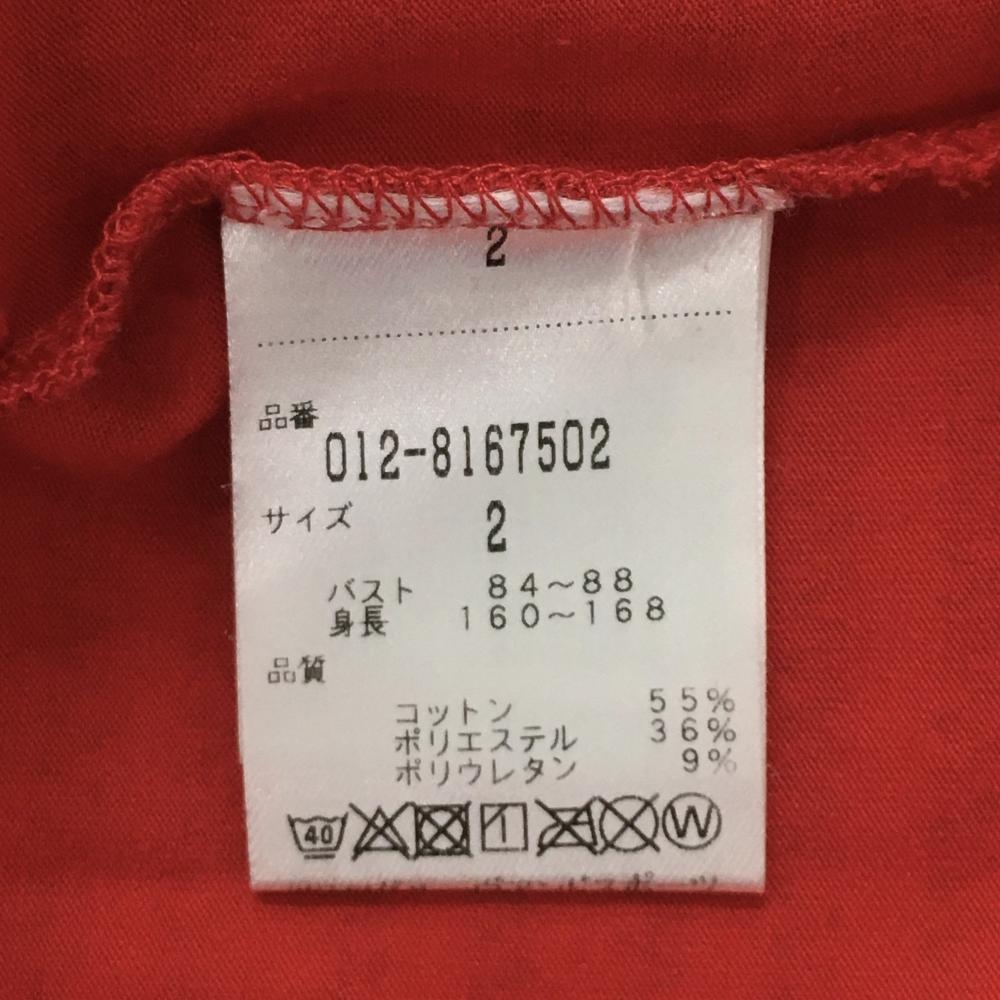 2
品番
012-8167502
サイズ 2
バスト 84～88
身長 160～168
品質
コットン 55%
ポリエステル 36%
ポリウレタン 9%
40 W